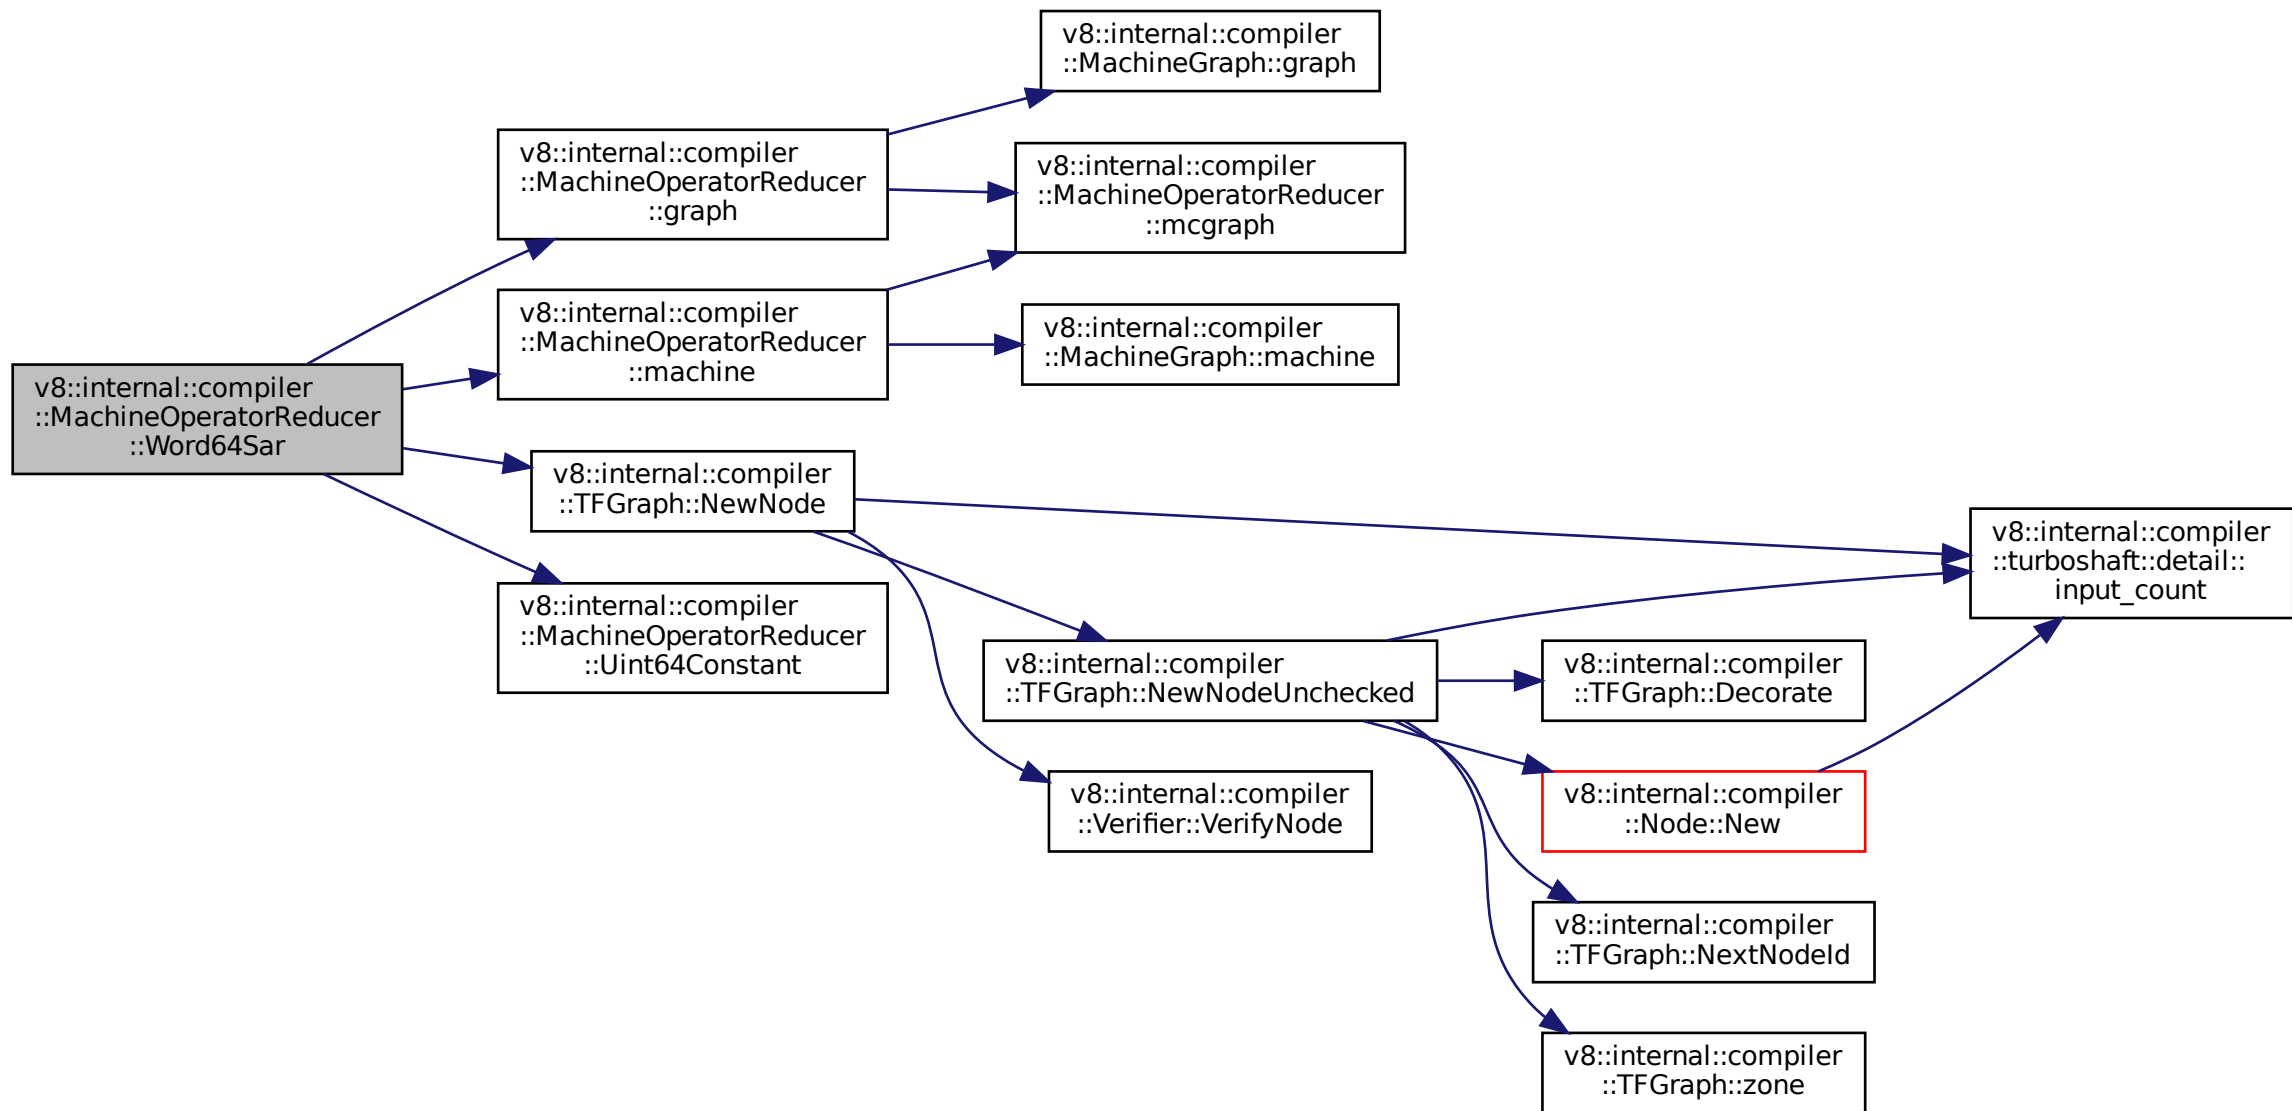 v8::internal::compiler
::MachineOperatorReducer
::Word64Sar
v8::internal::compiler
::MachineOperatorReducer
::graph
v8::internal::compiler
::MachineGraph::graph
v8::internal::compiler
::MachineOperatorReducer
::mcgraph
v8::internal::compiler
::MachineOperatorReducer
::machine
v8::internal::compiler
::MachineGraph::machine
v8::internal::compiler
::TFGraph::NewNode
v8::internal::compiler
::turboshaft::detail::
input_count
v8::internal::compiler
::MachineOperatorReducer
::Uint64Constant
v8::internal::compiler
::TFGraph::NewNodeUnchecked
v8::internal::compiler
::TFGraph::Decorate
v8::internal::compiler
::Verifier::VerifyNode
v8::internal::compiler
::Node::New
v8::internal::compiler
::TFGraph::NextNodeId
v8::internal::compiler
::TFGraph::zone